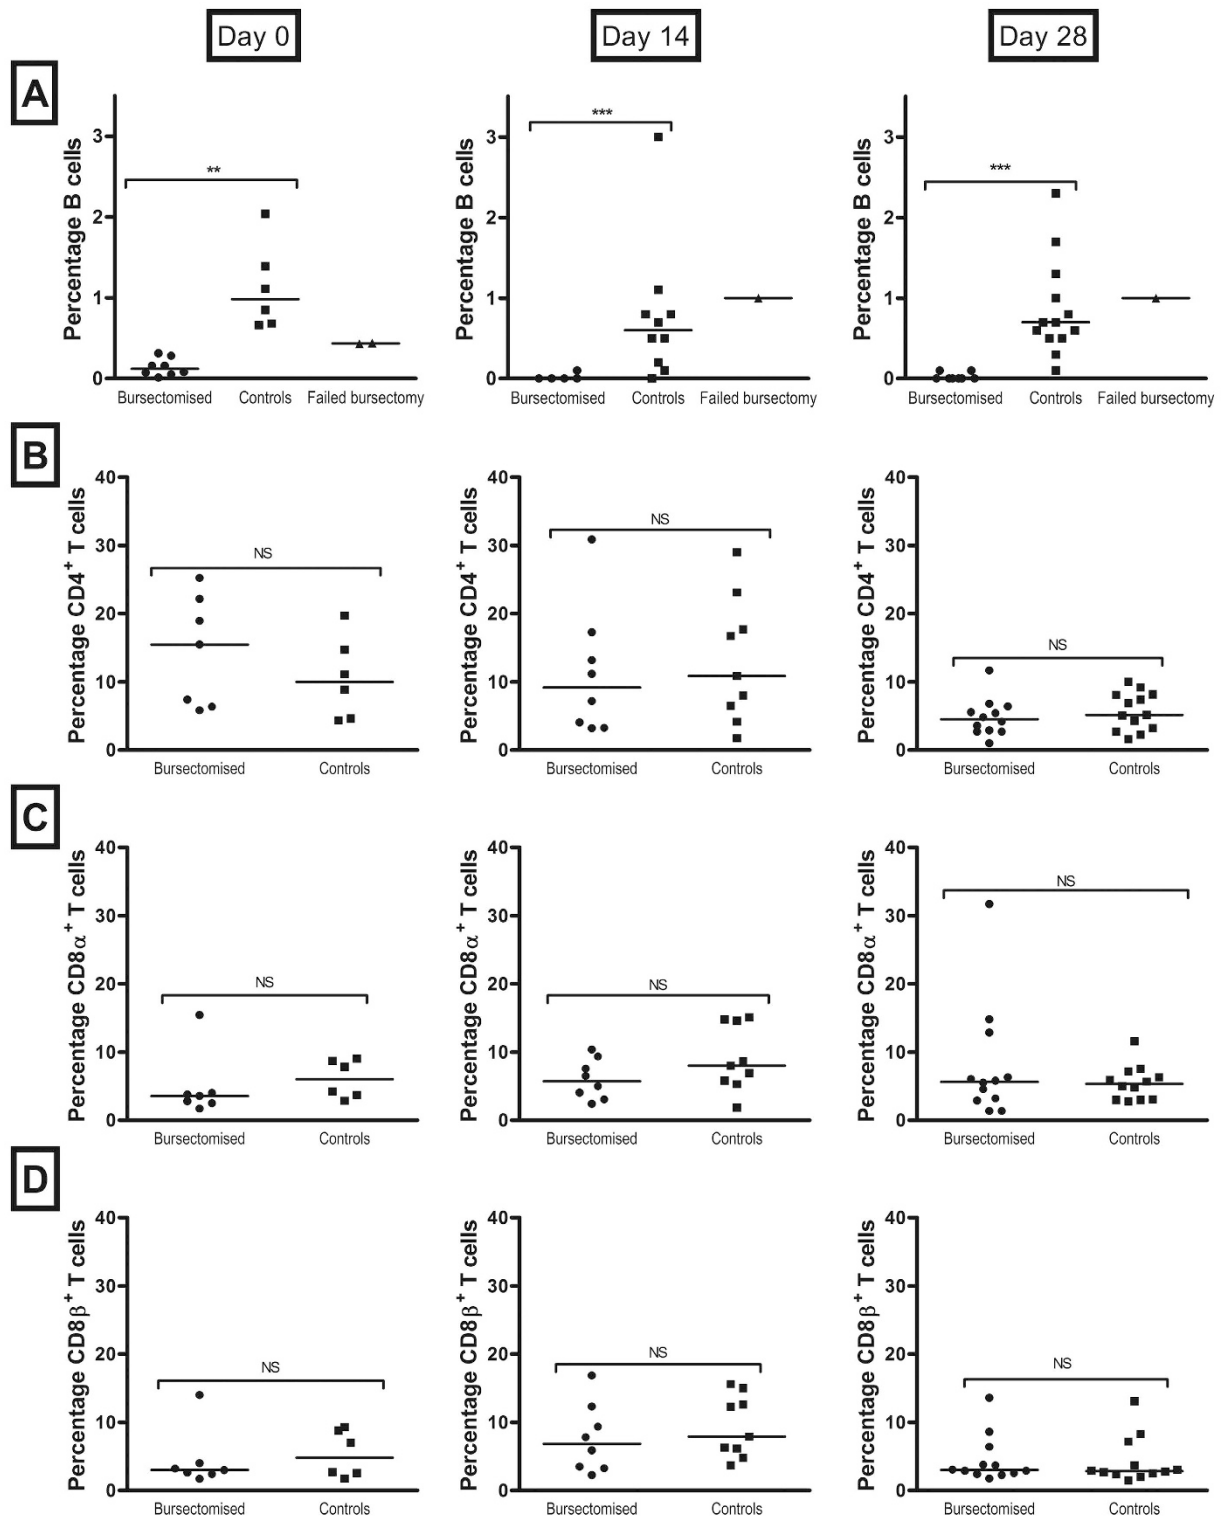 Day 0 Day 14 Day 28
A
Percentage B cells
3
2
1
0
**
Bursectomised Controls Failed bursectomy
Percentage B cells
3
2
1
0
***
Bursectomised Controls Failed bursectomy
Percentage B cells
3
2
1
0
***
Bursectomised Controls Failed bursectomy
B
Percentage CD4+ T cells
40
30
20
10
0
NS
Bursectomised Controls
Percentage CD4+ T cells
40
30
20
10
0
NS
Bursectomised Controls
Percentage CD4+ T cells
40
30
20
10
0
NS
Bursectomised Controls
C
Percentage CD8α+ T cells
40
30
20
10
0
NS
Bursectomised Controls
Percentage CD8α+ T cells
40
30
20
10
0
NS
Bursectomised Controls
Percentage CD8α+ T cells
40
30
20
10
0
NS
Bursectomised Controls
D
Percentage CD8β+ T cells
40
30
20
10
0
NS
Bursectomised Controls
Percentage CD8β+ T cells
40
30
20
10
0
NS
Bursectomised Controls
Percentage CD8β+ T cells
40
30
20
10
0
NS
Bursectomised Controls